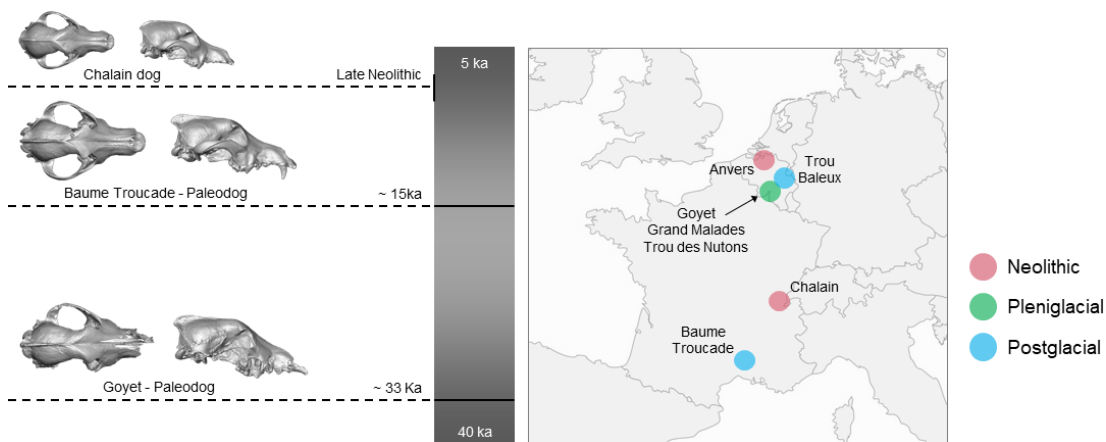 Chalain dog
Late Neolithic
5 ka
Baume Troucade - Paleodog
~ 15ka
Goyet - Paleodog
~ 33 Ka
40 ka
Anvers
Trou
Baleux
Goyet
Grand Malades
Trou des Nutons
Chalain
Baume
Troucade
Neolithic
Pleniglacial
Postglacial